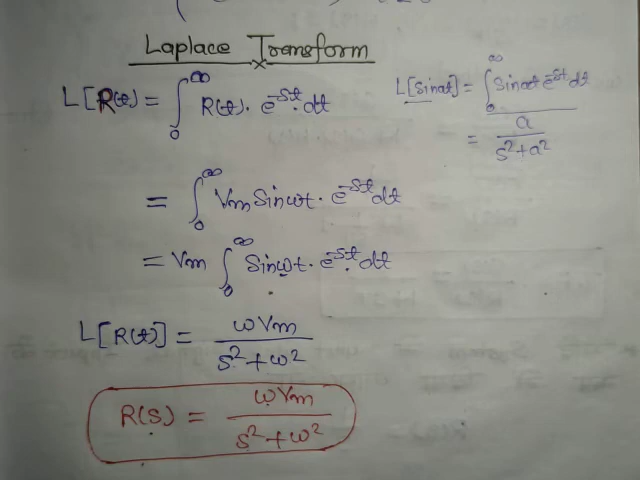 Laplace Transform
L[R(t)] = ∫₀^∞ R(t). e^-st. dt
L[sinat] = ∫₀^∞ Sinat e^-st dt
= a/s²+a²
= ∫₀^∞ Vm Sinωt. e^-st dt
= Vm ∫₀^∞ Sinωt. e^-st. dt
L[R(t)] = ωVm/s²+ω²
R(S) = ωVm/s²+ω²